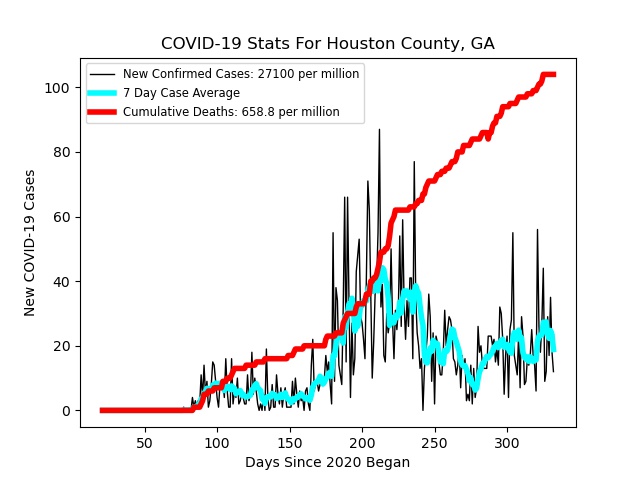 COVID-19 Stats For Houston County, GA
New Confirmed Cases: 27100 per million
7 Day Case Average
Cumulative Deaths: 658.8 per million
New COVID-19 Cases
100
80
60
40
20
0
50 100 150 200 250 300
Days Since 2020 Began